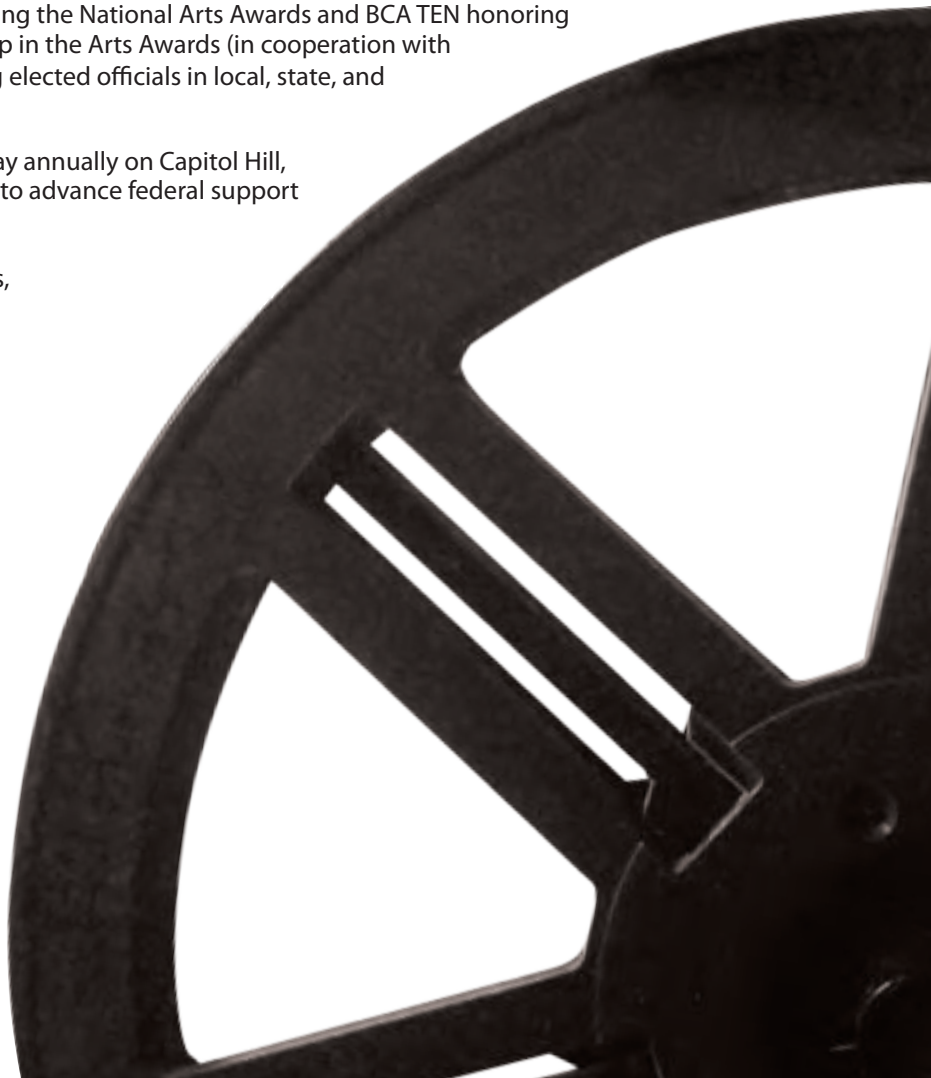 ng the National Arts Awards and BCA TEN honoring
p in the Arts Awards (in cooperation with
g elected officials in local, state, and
ay annually on Capitol Hill,
to advance federal support
s,